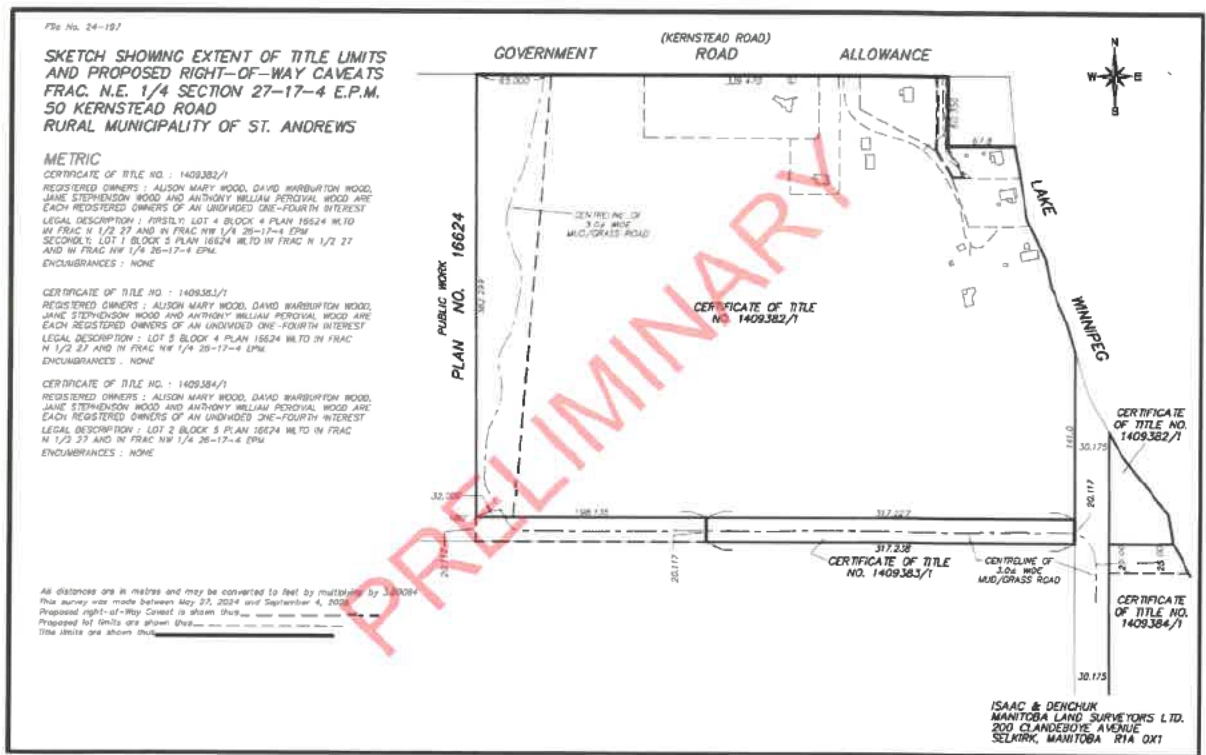 File No. 24-197
SKETCH SHOWING EXTENT OF TITLE LIMITS
AND PROPOSED RIGHT-OF-WAY CAVEATS
FRAC. N.E. 1/4 SECTION 27-17-4 E.P.M.
50 KERNSTEAD ROAD
RURAL MUNICIPALITY OF ST. ANDREWS
METRIC
CERTIFICATE OF TITLE NO. : 1409382/1
REGISTERED OWNERS : ALISON MARY WOOD, DAVID WARBURTON WOOD,
JANE STEPHENSON WOOD AND ANTHONY WILLIAM PERCIVAL WOOD ARE
EACH REGISTERED OWNERS OF AN UNDIVIDED ONE-FOURTH INTEREST
LEGAL DESCRIPTION : FIRSTLY: LOT 4 BLOCK 4 PLAN 16624 WLTO
IN FRAC N 1/2 27 AND IN FRAC NW 1/4 26-17-4 EPM
SECONDLY: LOT 1 BLOCK 5 PLAN 16624 WLTO IN FRAC N 1/2 27
AND IN FRAC NW 1/4 26-17-4 EPM.
ENCUMBRANCES : NONE
CERTIFICATE OF TITLE NO. : 1409383/1
REGISTERED OWNERS : ALISON MARY WOOD, DAVID WARBURTON WOOD,
JANE STEPHENSON WOOD AND ANTHONY WILLIAM PERCIVAL WOOD ARE
EACH REGISTERED OWNERS OF AN UNDIVIDED ONE-FOURTH INTEREST
LEGAL DESCRIPTION : LOT 5 BLOCK 4 PLAN 16624 WLTO IN FRAC
N 1/2 27 AND IN FRAC NW 1/4 26-17-4 EPM.
ENCUMBRANCES : NONE
CERTIFICATE OF TITLE NO. : 1409384/1
REGISTERED OWNERS : ALISON MARY WOOD, DAVID WARBURTON WOOD,
JANE STEPHENSON WOOD AND ANTHONY WILLIAM PERCIVAL WOOD ARE
EACH REGISTERED OWNERS OF AN UNDIVIDED ONE-FOURTH INTEREST
LEGAL DESCRIPTION : LOT 2 BLOCK 5 PLAN 16624 WLTO IN FRAC
N 1/2 27 AND IN FRAC NW 1/4 26-17-4 EPM
ENCUMBRANCES : NONE
All distances are in metres and may be converted to feet by multiplying by 3.28084
This survey was made between May 27, 2024 and September 4,
Proposed right-of-Way Caveat is shown thus
Proposed lot limits are shown thus
Title limits are shown thus
GOVERNMENT
(KERNSTEAD ROAD)
ROAD
ALLOWANCE
N
W
E
S
65.000
339.470
67.8
PUBLIC WORK
PLAN NO. 16624
CENTRELINE OF
3.0± WIDE
MUD/GRASS ROAD
CERTIFICATE OF TITLE
NO. 1409382/1
LAKE
WINNIPEG
PRELIMINARY
CERTIFICATE
OF TITLE NO.
1409382/1
141.0
30.175
20.117
32.000
198.135
317.227
20.117
20.117
317.238
CERTIFICATE OF TITLE
NO. 1409383/1
CENTRELINE OF
3.0± WIDE
MUD/GRASS ROAD
25.00
CERTIFICATE
OF TITLE NO.
1409384/1
30.175
ISAAC & DENCHUK
MANITOBA LAND SURVEYORS LTD.
200 CLANDEBOYE AVENUE
SELKIRK, MANITOBA R1A 0X1